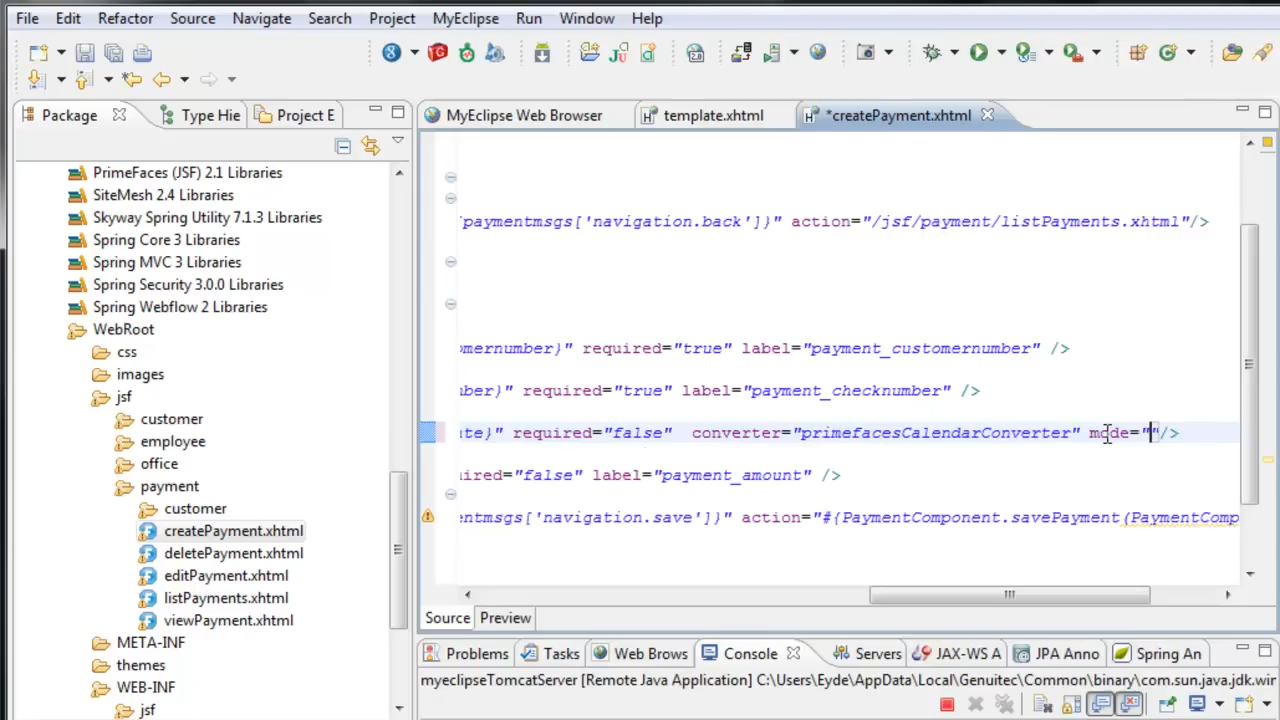 File Edit Refactor Source Navigate Search Project MyEclipse Run Window Help
Package Type Hie Project E
MyEclipse Web Browser template.xhtml *createPayment.xhtml
PrimeFaces (JSF) 2.1 Libraries
SiteMesh 2.4 Libraries
Skyway Spring Utility 7.1.3 Libraries
Spring Core 3 Libraries
Spring MVC 3 Libraries
Spring Security 3.0.0 Libraries
Spring Webflow 2 Libraries
WebRoot
css
images
jsf
customer
employee
office
payment
customer
createPayment.xhtml
deletePayment.xhtml
editPayment.xhtml
listPayments.xhtml
viewPayment.xhtml
META-INF
themes
WEB-INF
jsf
paymentmsgs['navigation.back']}" action="/jsf/payment/listPayments.xhtml"/>
omernumber}" required="true" label="payment_customernumber" />
mber}" required="true" label="payment_checknumber" />
ate}" required="false" converter="primefacesCalendarConverter" mode=""/>
ired="false" label="payment_amount" />
entmsgs['navigation.save']}" action="#{PaymentComponent.savePayment(PaymentComp
Source Preview
Problems Tasks Web Brows Console Servers JAX-WS A JPA Anno Spring An
myeclipseTomcatServer [Remote Java Application] C:\Users\Eyde\AppData\Local\Genuitec\Common\binary\com.sun.java.jdk.wir